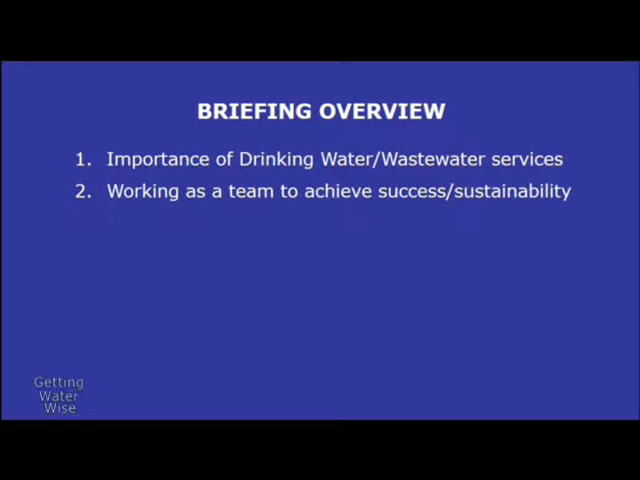 BRIEFING OVERVIEW
1. Importance of Drinking Water/Wastewater services
2. Working as a team to achieve success/sustainability
Getting
Water
Wise